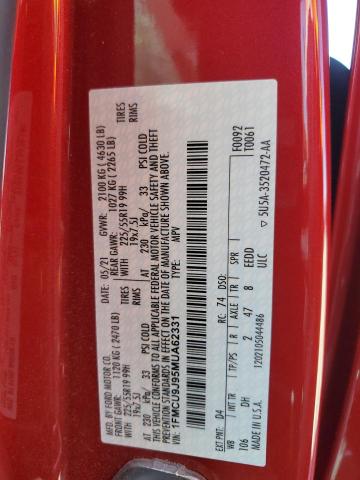 MFD. BY FORD MOTOR CO.
DATE: 05/21 GVWR: 2100 KG ( 4630 LB)
FRONT GAWR: 1120 KG ( 2470 LB) REAR GAWR: 1027 KG ( 2265 LB)
WITH 225/55R19 99H TIRES WITH 225/55R19 99H TIRES
19x7.5J RIMS 19x7.5J RIMS
AT 230 kPa/ 33 PSI COLD AT 230 kPa/ 33 PSI COLD
THIS VEHICLE CONFORMS TO ALL APPLICABLE FEDERAL MOTOR VEHICLE SAFETY AND THEFT
PREVENTION STANDARDS IN EFFECT ON THE DATE OF MANUFACTURE SHOWN ABOVE.
VIN: 1FMCU9J95MUA62331 F0092
TYPE: MPV T0061
EXT PNT: D4 RC: 74 DSO:
WB INT TR TP/PS R AXLE TR SPR
106 DH 2 47 8 EEDD
MADE IN U.S.A. 1202105044486 ULC
5U5A-3520472-AA